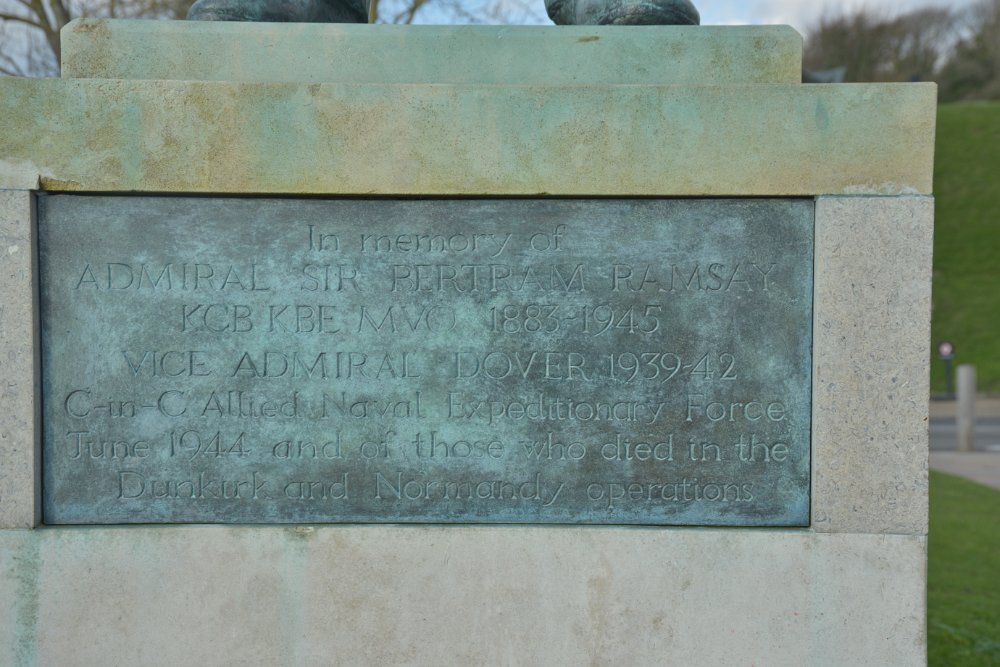 In memory of
ADMIRAL SIR BERTRAM RAMSAY
KCB KBE MVO 1883-1945
VICE ADMIRAL DOVER 1939-42
C-in-C Allied Naval Expeditionary Force
June 1944 and of those who died in the
Dunkirk and Normandy operations